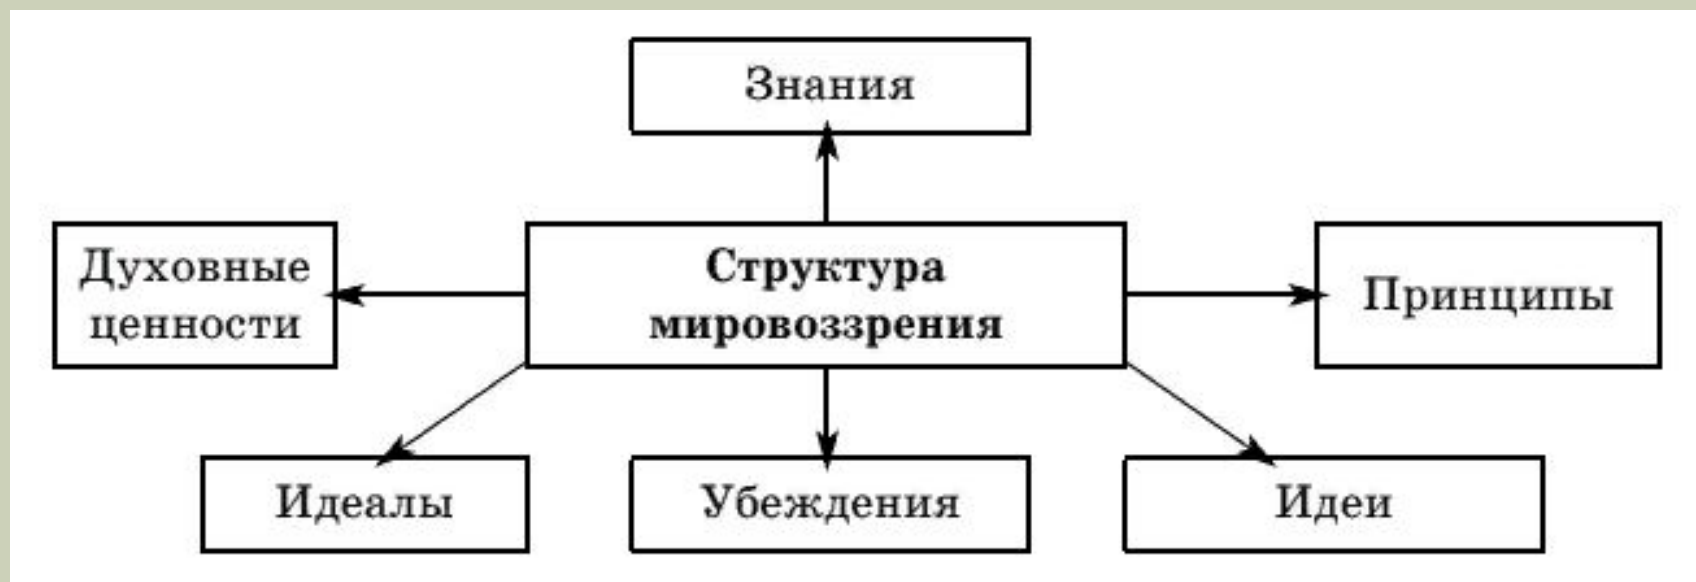 Знания
Духовные
ценности
Структура
мировоззрения
Принципы
Идеалы
Убеждения
Идеи